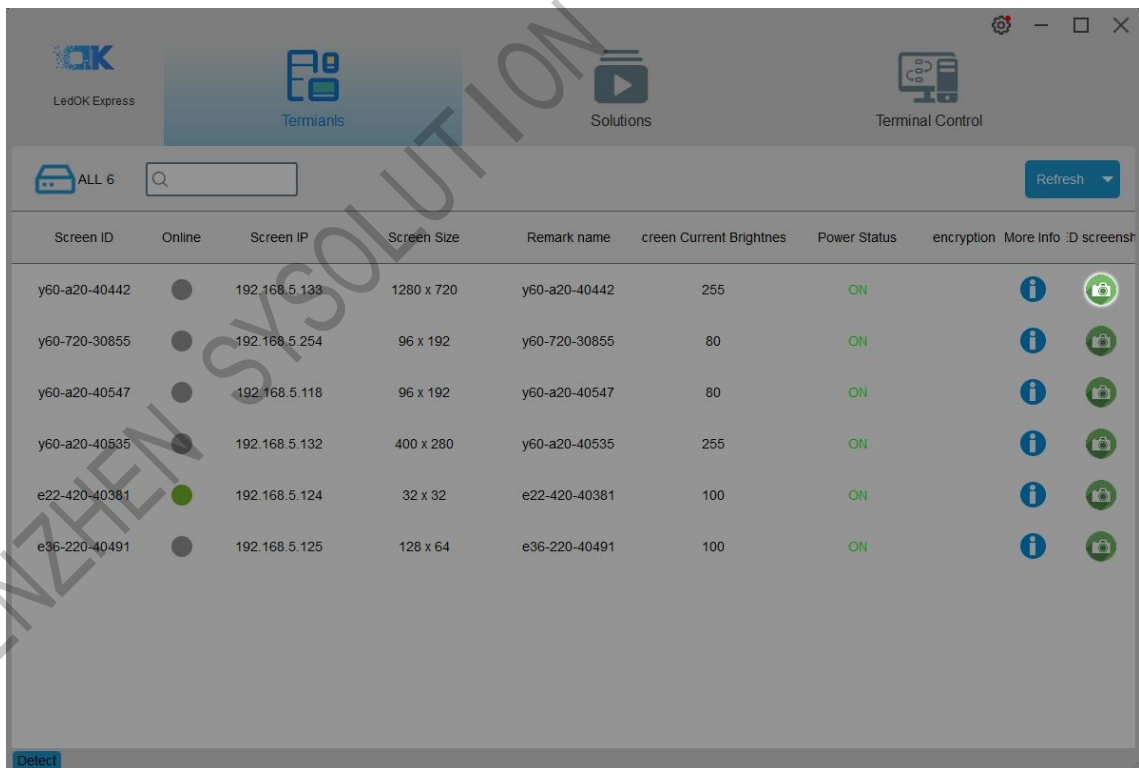 OK
LedOK Express
Termianls
Solutions
Terminal Control
ALL 6
Refresh
Screen ID Online Screen IP Screen Size Remark name creen Current Brightnes Power Status encryption More Info D screensh
y60-a20-40442 192.168.5.133 1280 x 720 y60-a20-40442 255 ON
y60-720-30855 192.168.5.254 96 x 192 y60-720-30855 80 ON
y60-a20-40547 192.168.5.118 96 x 192 y60-a20-40547 80 ON
y60-a20-40535 192.168.5.132 400 x 280 y60-a20-40535 255 ON
e22-420-40381 192.168.5.124 32 x 32 e22-420-40381 100 ON
e36-220-40491 192.168.5.125 128 x 64 e36-220-40491 100 ON
Detect
ENZHEN SYSOLUTION